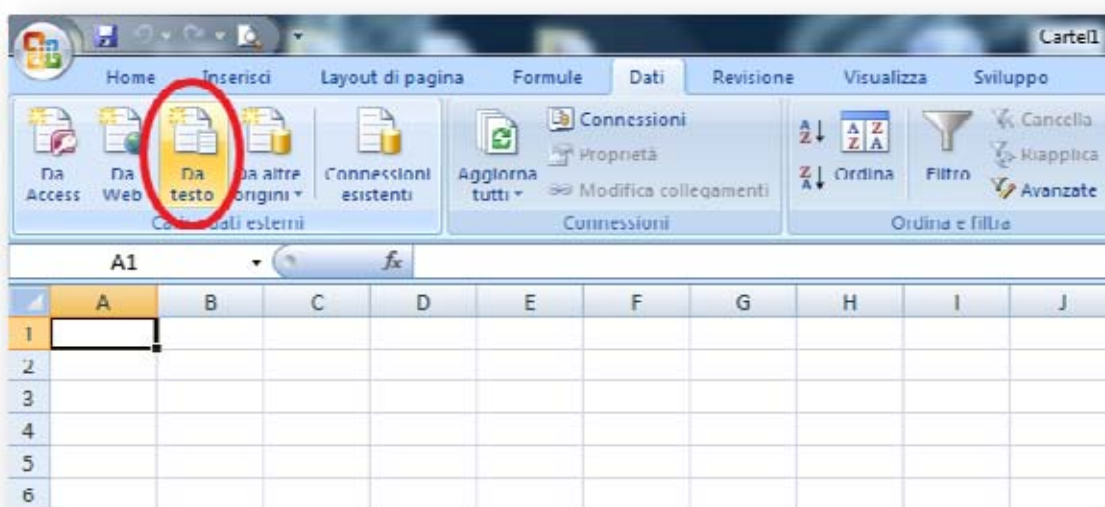 Cartel1
Home Inserisci Layout di pagina Formule Dati Revisione Visualizza Sviluppo
Da Access
Da Web
Da testo
Da altre origini
Connessioni esistenti
Carica dati esterni
Aggiorna tutti
Connessioni
Proprietà
Modifica collegamenti
Connessioni
A Z
Z A
A Z
Z A
Ordina
Filtro
Cancella
Riapplica
Avanzate
Ordina e filtra
A1 fx
A B C D E F G H I J
1
2
3
4
5
6